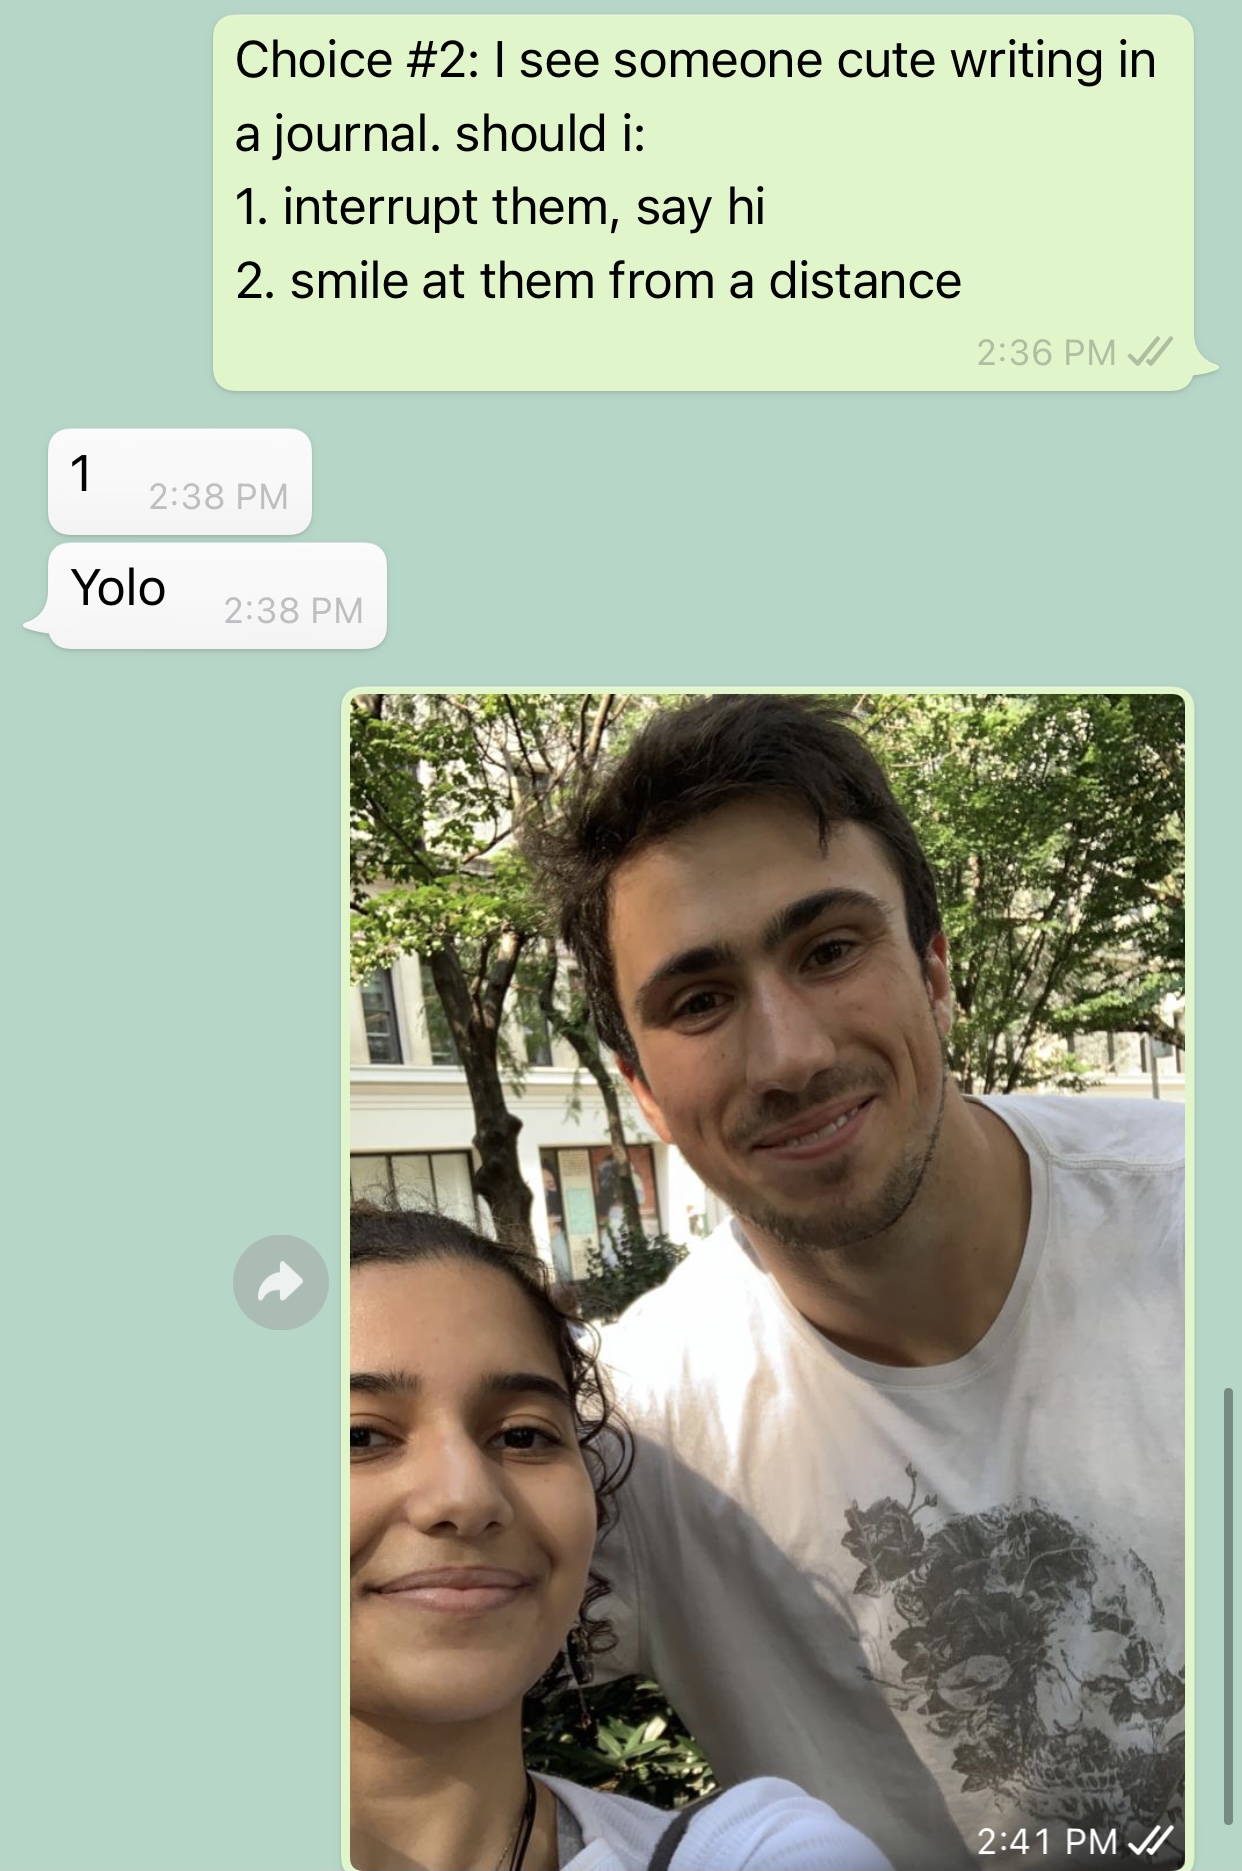 Choice #2: I see someone cute writing in
a journal. should i:
1. interrupt them, say hi
2. smile at them from a distance
2:36 PM
1 2:38 PM
Yolo 2:38 PM
2:41 PM